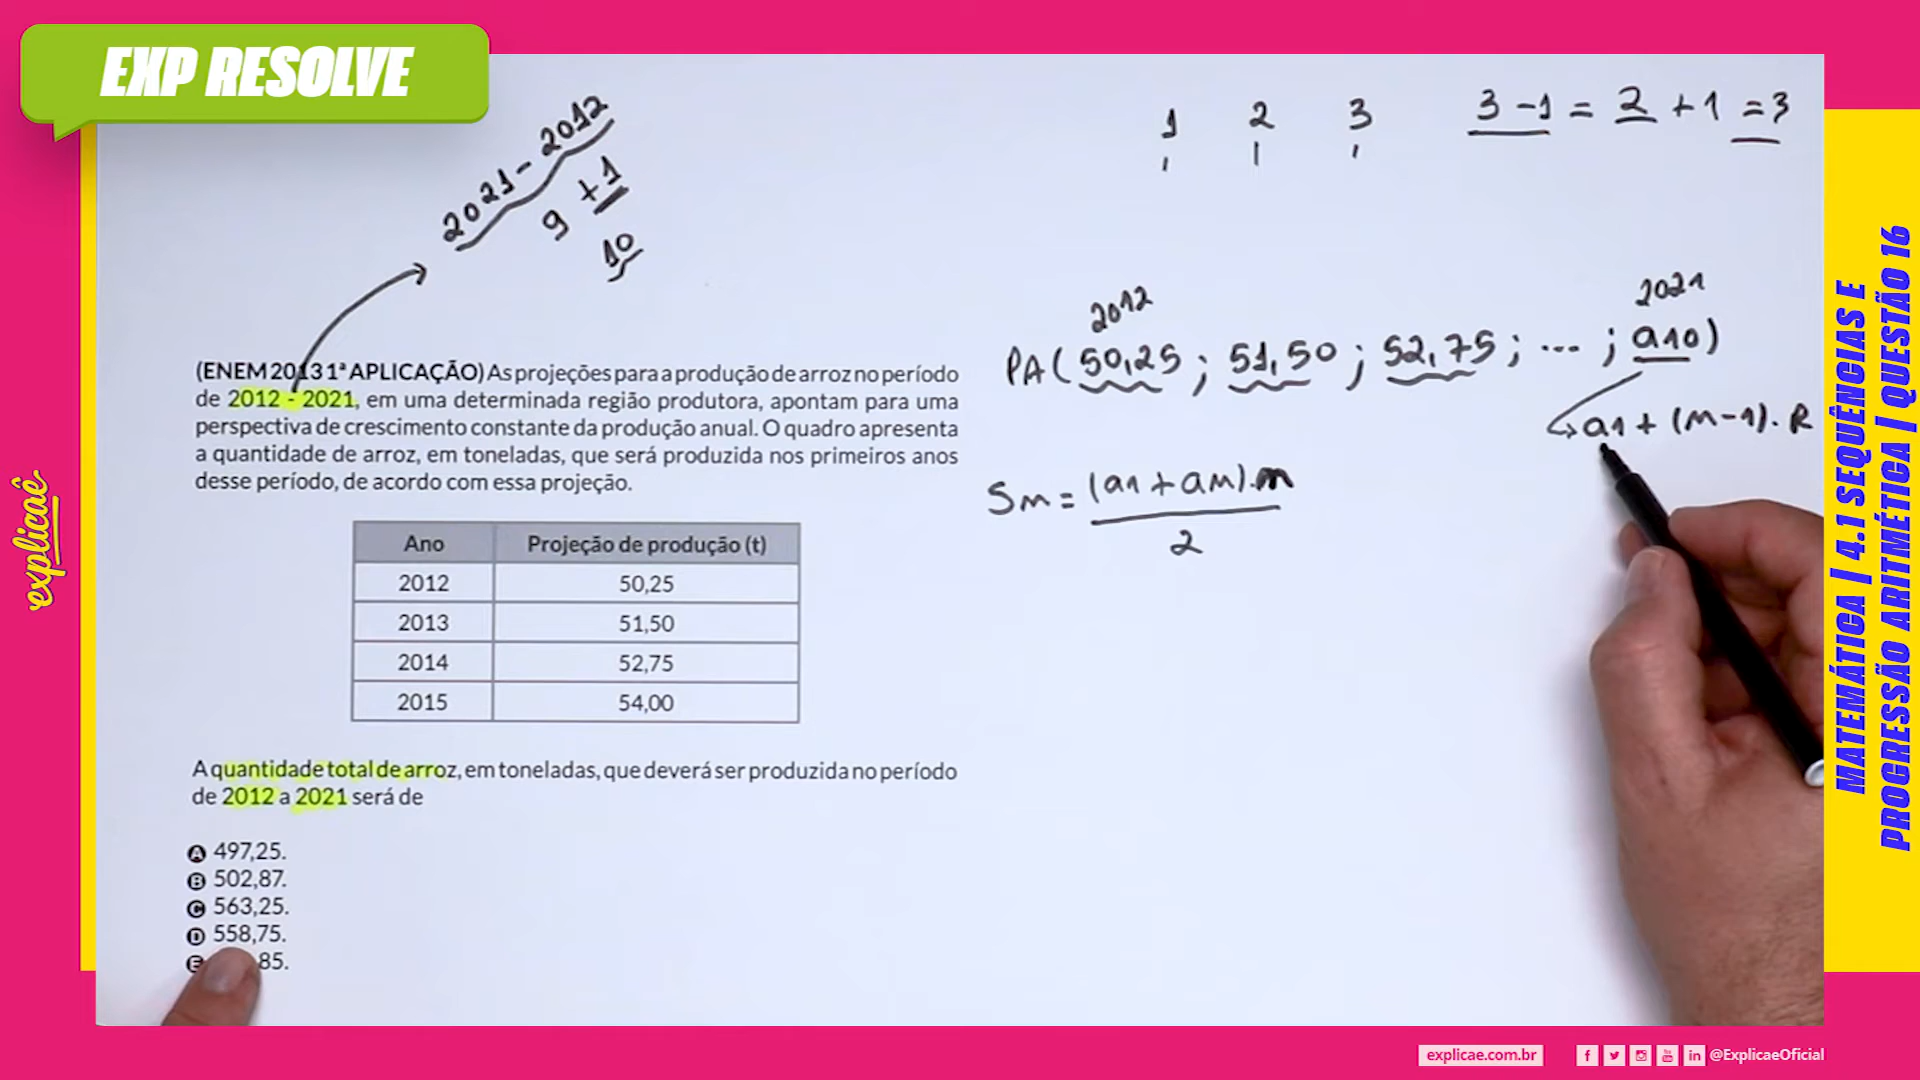 EXP RESOLVE
2021 - 2012
9 + 1
10
1 2 3 3 - 1 = 2 + 1 = 3
2012 2021
PA ( 50,25 ; 51,50 ; 52,75 ; ... ; a10 )
a1 + (n-1) . R
Sn = (a1 + an) . n
2
(ENEM 2013 1ª APLICAÇÃO) As projeções para a produção de arroz no período
de 2012 - 2021, em uma determinada região produtora, apontam para uma
perspectiva de crescimento constante da produção anual. O quadro apresenta
a quantidade de arroz, em toneladas, que será produzida nos primeiros anos
desse período, de acordo com essa projeção.
Ano Projeção de produção (t)
2012 50,25
2013 51,50
2014 52,75
2015 54,00
A quantidade total de arroz, em toneladas, que deverá ser produzida no período
de 2012 a 2021 será de
A 497,25.
B 502,87.
C 563,25.
D 558,75.
E 85.
explicaê
MATEMÁTICA | 4.1 SEQUÊNCIAS E
PROGRESSÃO ARITMÉTICA | QUESTÃO 16
explicae.com.br
@ExplicaeOficial